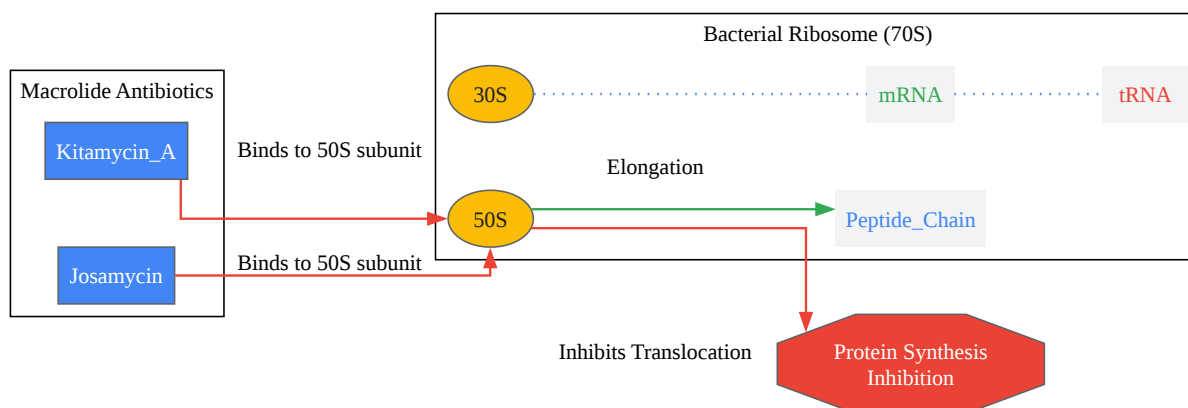 Bacterial Ribosome (70S)
Macrolide Antibiotics
30S
mRNA
tRNA
Kitamycin_A
Binds to 50S subunit
Elongation
50S
Peptide_Chain
Josamycin
Binds to 50S subunit
Inhibits Translocation
Protein Synthesis
Inhibition